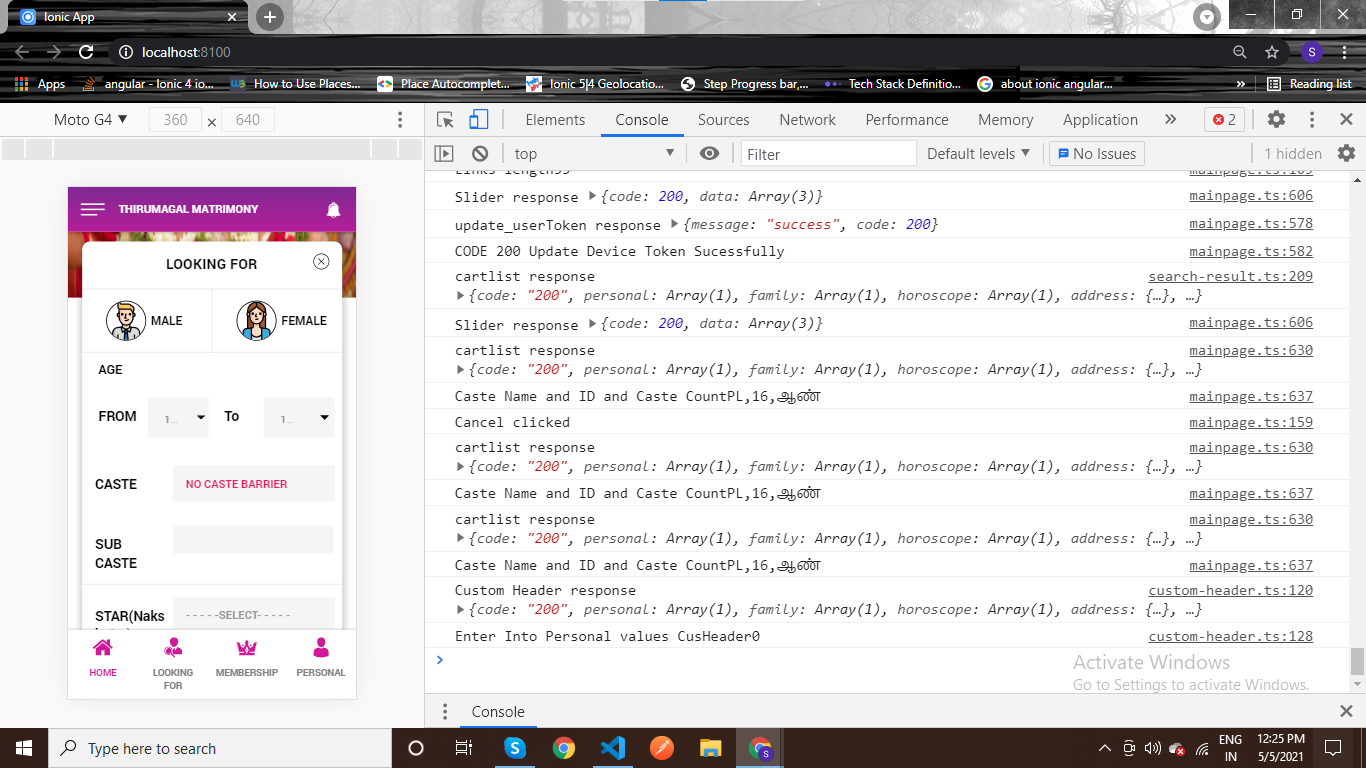 Ionic App
localhost:8100
S
Apps
angular - Ionic 4 io...
How to Use Places...
Place Autocomplet...
Ionic 5|4 Geolocatio...
Step Progress bar,...
Tech Stack Definitio...
about ionic angular...
»
Reading list
Moto G4 ▼ 360 × 640
Elements Console Sources Network Performance Memory Application » 2
top ▼ Filter Default levels ▼ No Issues 1 hidden
THIRUMAGAL MATRIMONY
LOOKING FOR
MALE FEMALE
AGE
FROM 1 ... To 1 ...
CASTE NO CASTE BARRIER
SUB
CASTE
STAR(Naks - - - - -SELECT- - - - -
HOME
LOOKING
FOR
MEMBERSHIP
PERSONAL
Links length99 mainpage.ts:169
Slider response ▶{code: 200, data: Array(3)} mainpage.ts:606
update_userToken response ▶{message: "success", code: 200} mainpage.ts:578
CODE 200 Update Device Token Sucessfully mainpage.ts:582
cartlist response search-result.ts:209
▶{code: "200", personal: Array(1), family: Array(1), horoscope: Array(1), address: {…}, …}
Slider response ▶{code: 200, data: Array(3)} mainpage.ts:606
cartlist response mainpage.ts:630
▶{code: "200", personal: Array(1), family: Array(1), horoscope: Array(1), address: {…}, …}
Caste Name and ID and Caste CountPL,16,ஆண் mainpage.ts:637
Cancel clicked mainpage.ts:159
cartlist response mainpage.ts:630
▶{code: "200", personal: Array(1), family: Array(1), horoscope: Array(1), address: {…}, …}
Caste Name and ID and Caste CountPL,16,ஆண் mainpage.ts:637
cartlist response mainpage.ts:630
▶{code: "200", personal: Array(1), family: Array(1), horoscope: Array(1), address: {…}, …}
Caste Name and ID and Caste CountPL,16,ஆண் mainpage.ts:637
Custom Header response custom-header.ts:120
▶{code: "200", personal: Array(1), family: Array(1), horoscope: Array(1), address: {…}, …}
Enter Into Personal values CusHeader0 custom-header.ts:128
Activate Windows
Go to Settings to activate Windows.
Console
Type here to search
ENG
IN
12:25 PM
5/5/2021